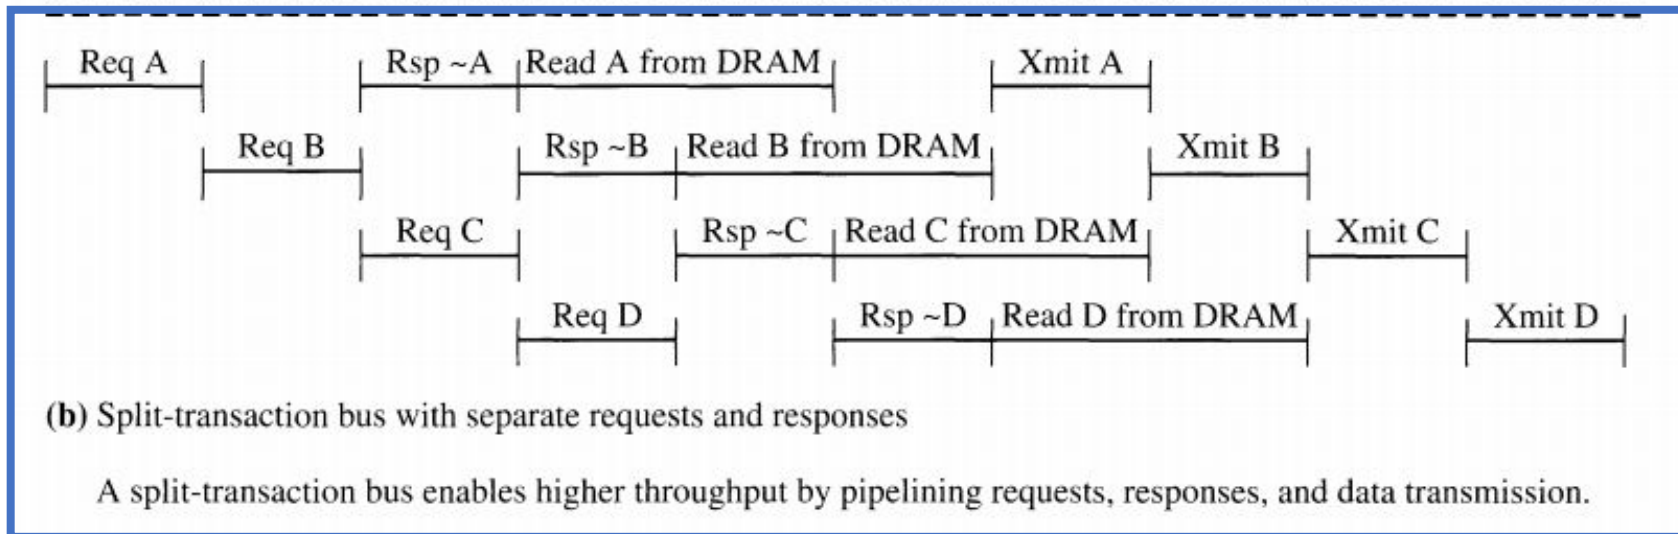 Req A Rsp ~A Read A from DRAM Xmit A
Req B Rsp ~B Read B from DRAM Xmit B
Req C Rsp ~C Read C from DRAM Xmit C
Req D Rsp ~D Read D from DRAM Xmit D
(b) Split-transaction bus with separate requests and responses
A split-transaction bus enables higher throughput by pipelining requests, responses, and data transmission.